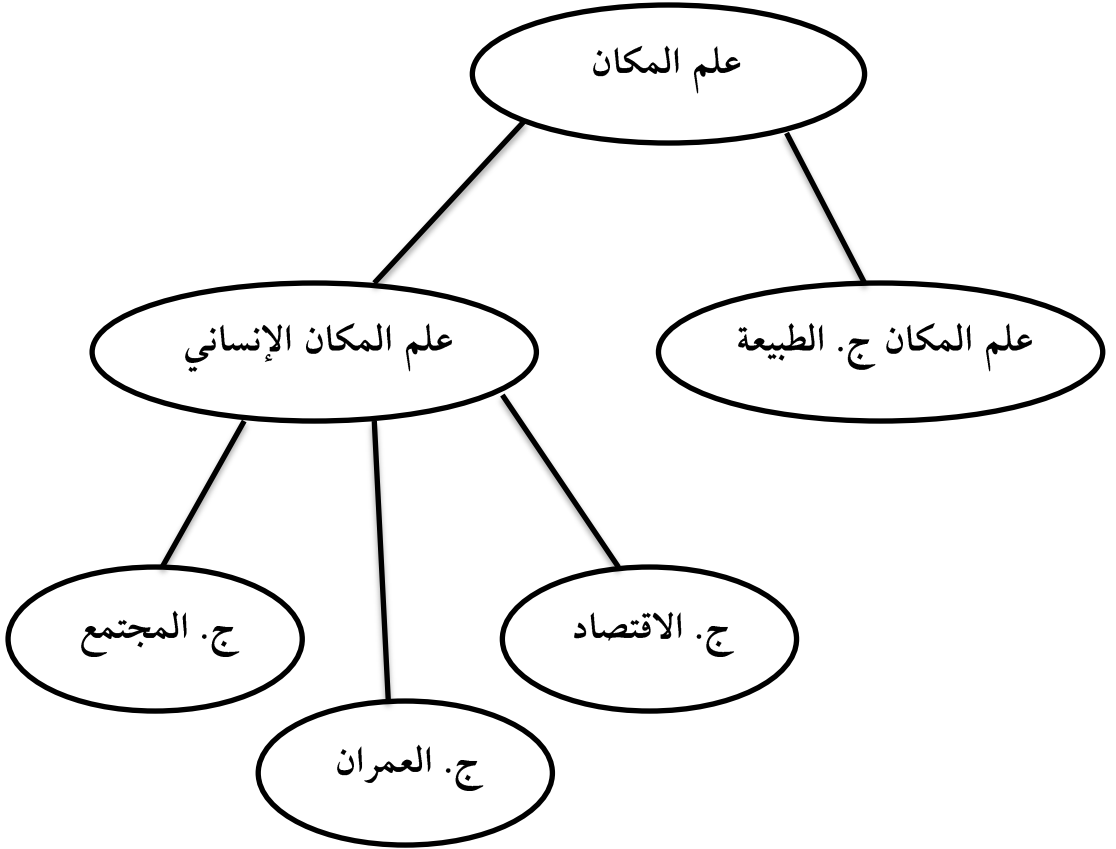 علم المكان
علم المكان ج. الطبيعة
علم المكان الإنساني
ج. الاقتصاد
ج. المجتمع
ج. العمران